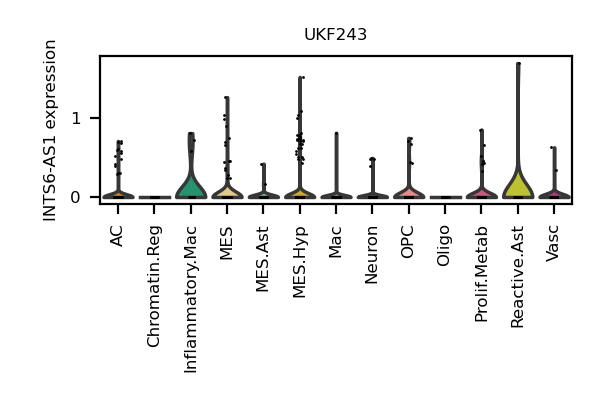 UKF243
INTS6-AS1 expression
1
0
AC
Chromatin.Reg
Inflammatory.Mac
MES
MES.Ast
MES.Hyp
Mac
Neuron
OPC
Oligo
Prolif.Metab
Reactive.Ast
Vasc